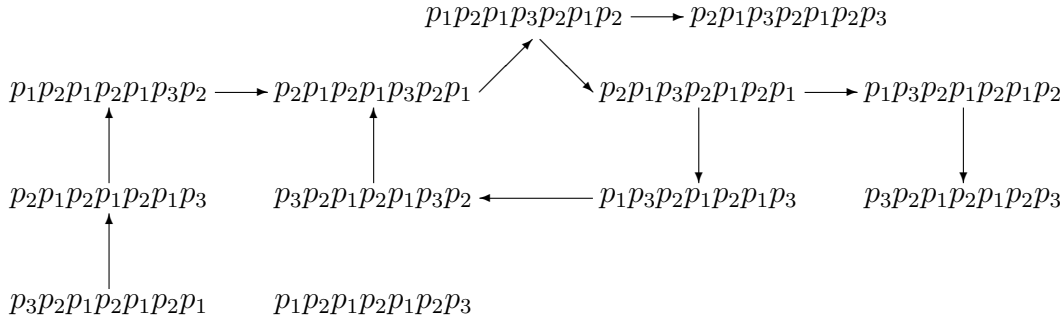 p₁p₂p₁p₃p₂p₁p₂ p₂p₁p₃p₂p₁p₂p₃
p₁p₂p₁p₂p₁p₃p₂ p₂p₁p₂p₁p₃p₂p₁ p₂p₁p₃p₂p₁p₂p₁ p₁p₃p₂p₁p₂p₁p₂
p₂p₁p₂p₁p₂p₁p₃ p₃p₂p₁p₂p₁p₃p₂ p₁p₃p₂p₁p₂p₁p₃ p₃p₂p₁p₂p₁p₂p₃
p₃p₂p₁p₂p₁p₂p₁ p₁p₂p₁p₂p₁p₂p₃